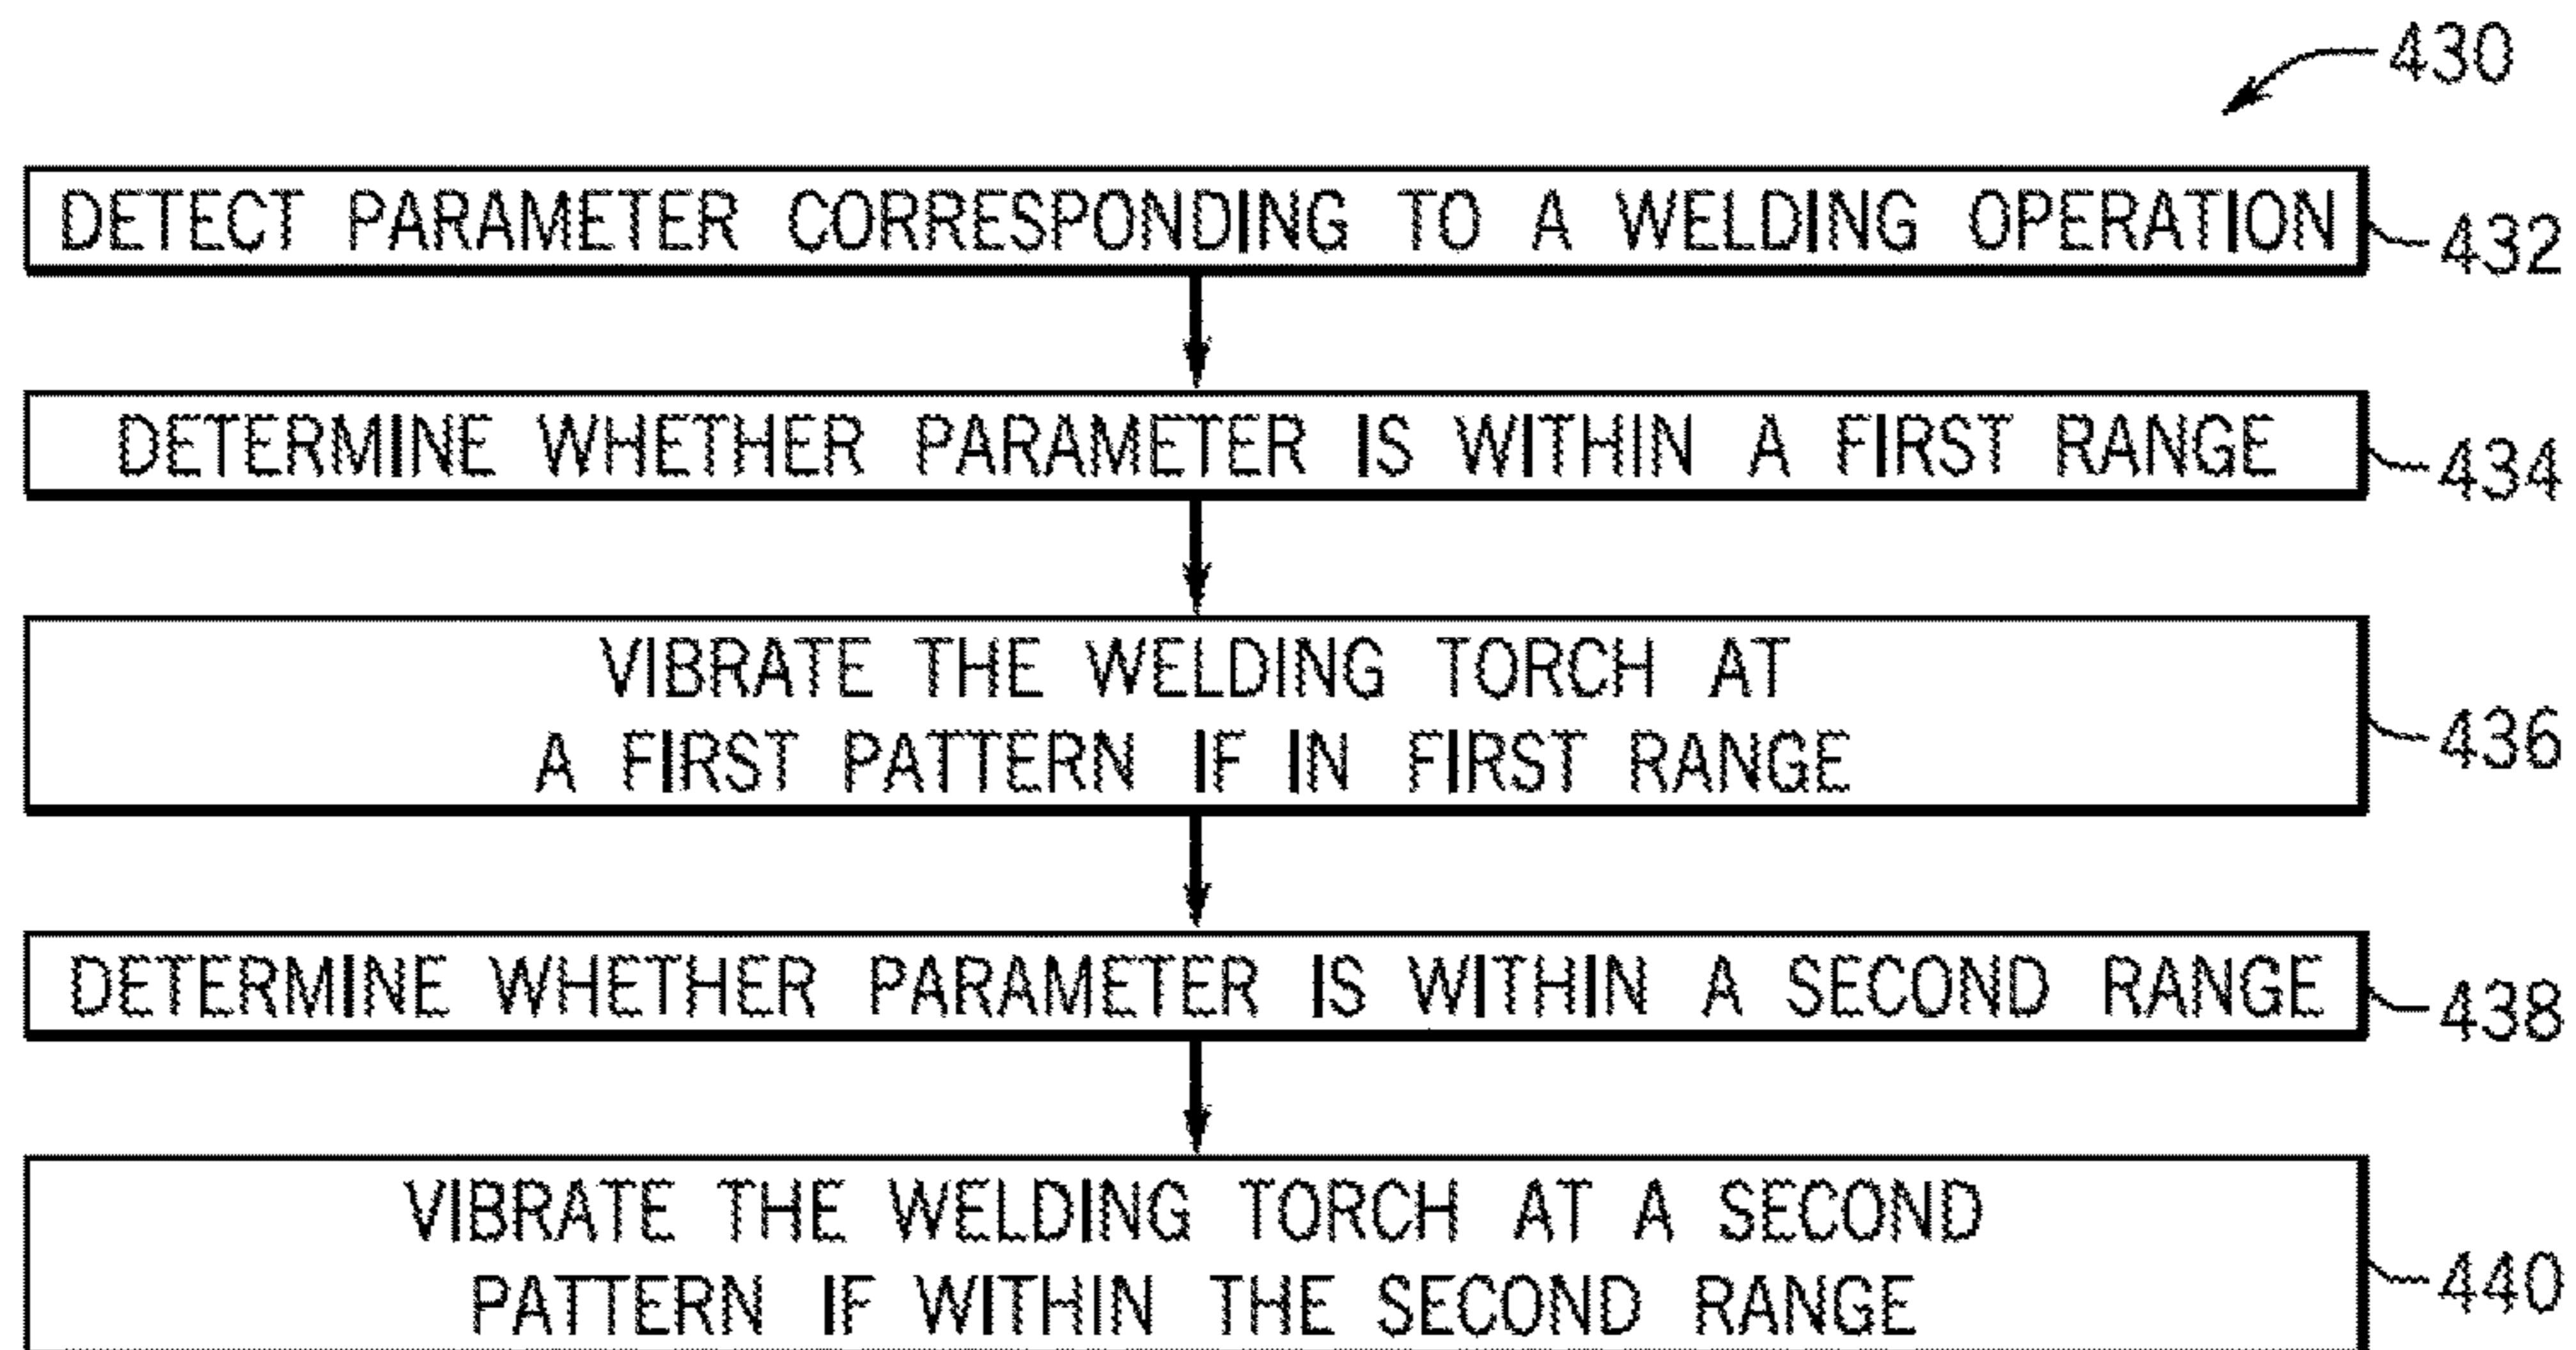 430
DETECT PARAMETER CORRESPONDING TO A WELDING OPERATION
432
DETERMINE WHETHER PARAMETER IS WITHIN A FIRST RANGE
434
VIBRATE THE WELDING TORCH AT
A FIRST PATTERN IF IN FIRST RANGE
436
DETERMINE WHETHER PARAMETER IS WITHIN A SECOND RANGE
438
VIBRATE THE WELDING TORCH AT A SECOND
PATTERN IF WITHIN THE SECOND RANGE
440